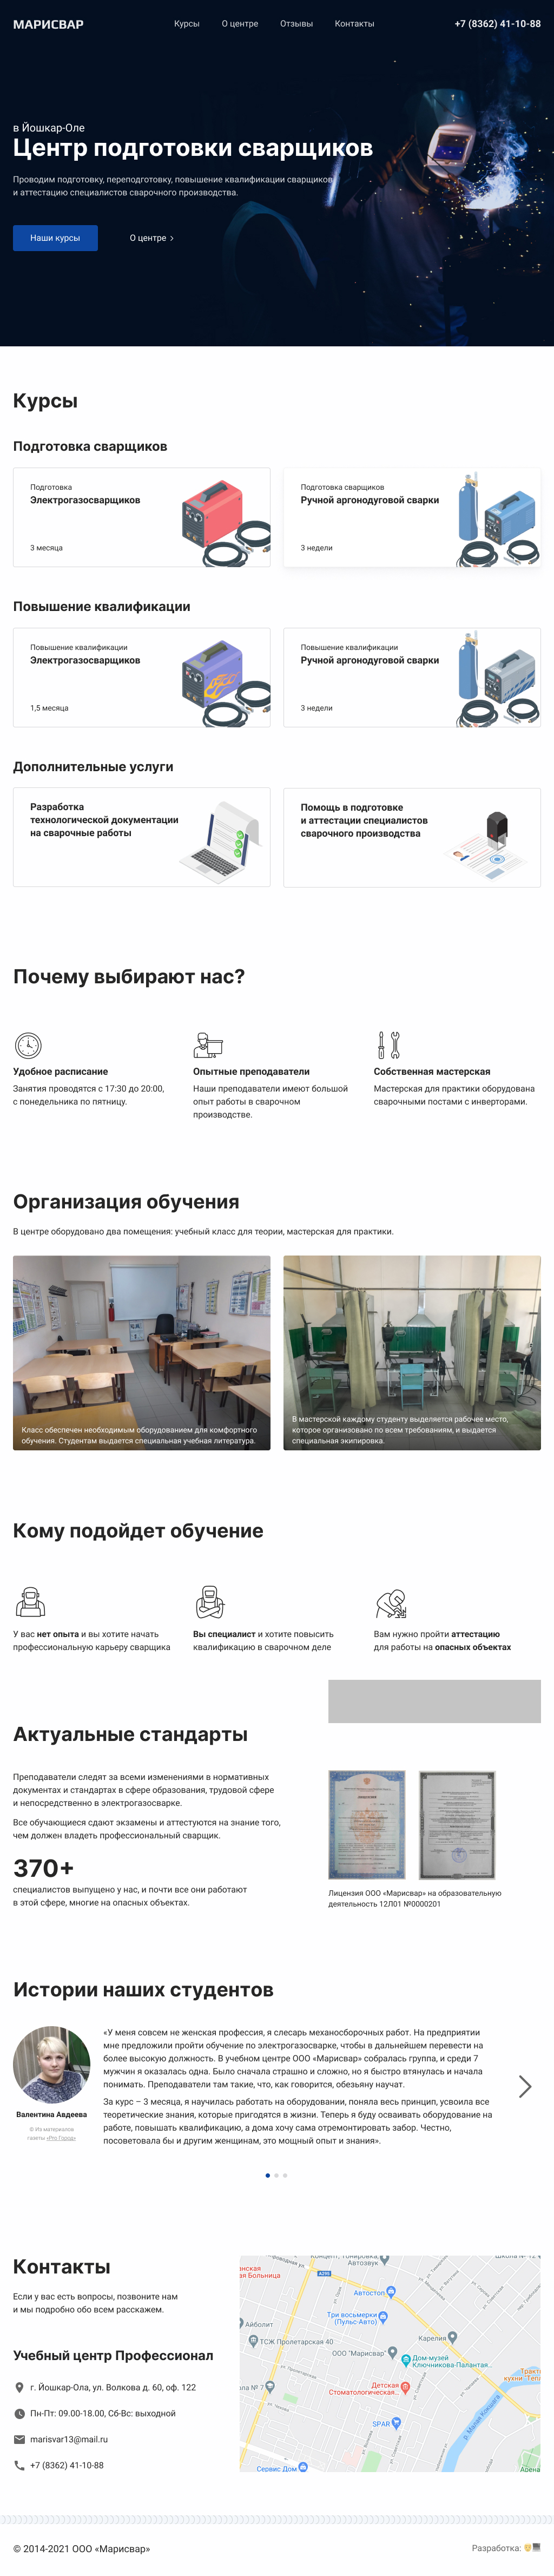 МАРИСВАР
Курсы
О центре
Отзывы
Контакты
+7 (8362) 41-10-88
в Йошкар-Оле
Центр подготовки сварщиков
Проводим подготовку, переподготовку, повышение квалификации сварщиков
и аттестацию специалистов сварочного производства.
Наши курсы
О центре
Курсы
Подготовка сварщиков
Подготовка
Электрогазосварщиков
3 месяца
Подготовка сварщиков
Ручной аргонодуговой сварки
3 недели
Повышение квалификации
Повышение квалификации
Электрогазосварщиков
1,5 месяца
Повышение квалификации
Ручной аргонодуговой сварки
3 недели
Дополнительные услуги
Разработка
технологической документации
на сварочные работы
Помощь в подготовке
и аттестации специалистов
сварочного производства
Почему выбирают нас?
Удобное расписание
Занятия проводятся с 17:30 до 20:00,
с понедельника по пятницу.
Опытные преподаватели
Наши преподаватели имеют большой
опыт работы в сварочном
производстве.
Собственная мастерская
Мастерская для практики оборудована
сварочными постами с инверторами.
Организация обучения
В центре оборудовано два помещения: учебный класс для теории, мастерская для практики.
Класс обеспечен необходимым оборудованием для комфортного
обучения. Студентам выдается специальная учебная литература.
В мастерской каждому студенту выделяется рабочее место,
которое организовано по всем требованиям, и выдается
специальная экипировка.
Кому подойдет обучение
У вас нет опыта и вы хотите начать
профессиональную карьеру сварщика
Вы специалист и хотите повысить
квалификацию в сварочном деле
Вам нужно пройти аттестацию
для работы на опасных объектах
Актуальные стандарты
Преподаватели следят за всеми изменениями в нормативных
документах и стандартах в сфере образования, трудовой сфере
и непосредственно в электрогазосварке.
Все обучающиеся сдают экзамены и аттестуются на знание того,
чем должен владеть профессиональный сварщик.
370+
специалистов выпущено у нас, и почти все они работают
в этой сфере, многие на опасных объектах.
Лицензия ООО «Марисвар» на образовательную
деятельность 12Л01 №0000201
Истории наших студентов
Валентина Авдеева
© Из материалов
газеты «Pro Город»
«У меня совсем не женская профессия, я слесарь механосборочных работ. На предприятии
мне предложили пройти обучение по электрогазосварке, чтобы в дальнейшем перевести на
более высокую должность. В учебном центре ООО «Марисвар» собралась группа, и среди 7
мужчин я оказалась одна. Было сначала страшно и сложно, но я быстро втянулась и начала
понимать. Преподаватели там такие, что, как говорится, обезьяну научат.
За курс – 3 месяца, я научилась работать на оборудовании, поняла весь принцип, усвоила все
теоретические знания, которые пригодятся в жизни. Теперь я буду осваивать оборудование на
работе, повышать квалификацию, а дома хочу сама отремонтировать забор. Честно,
посоветовала бы и другим женщинам, это мощный опыт и знания».
Контакты
Если у вас есть вопросы, позвоните нам
и мы подробно обо всем расскажем.
Учебный центр Профессионал
г. Йошкар-Ола, ул. Волкова д. 60, оф. 122
Пн-Пт: 09.00-18.00, Сб-Вс: выходной
marisvar13@mail.ru
+7 (8362) 41-10-88
Автозвук
Автостоп
Три восьмерки
(Пульс-Авто)
Айболит
ТСЖ Пролетарская 40
Карелия
ООО "Марисвар"
Дом-музей
Ключникова-Палантая...
Детская
Стоматологическая...
SPAR
Сервис Дом
р. Малая Кокшага
© 2014-2021 ООО «Марисвар»
Разработка: